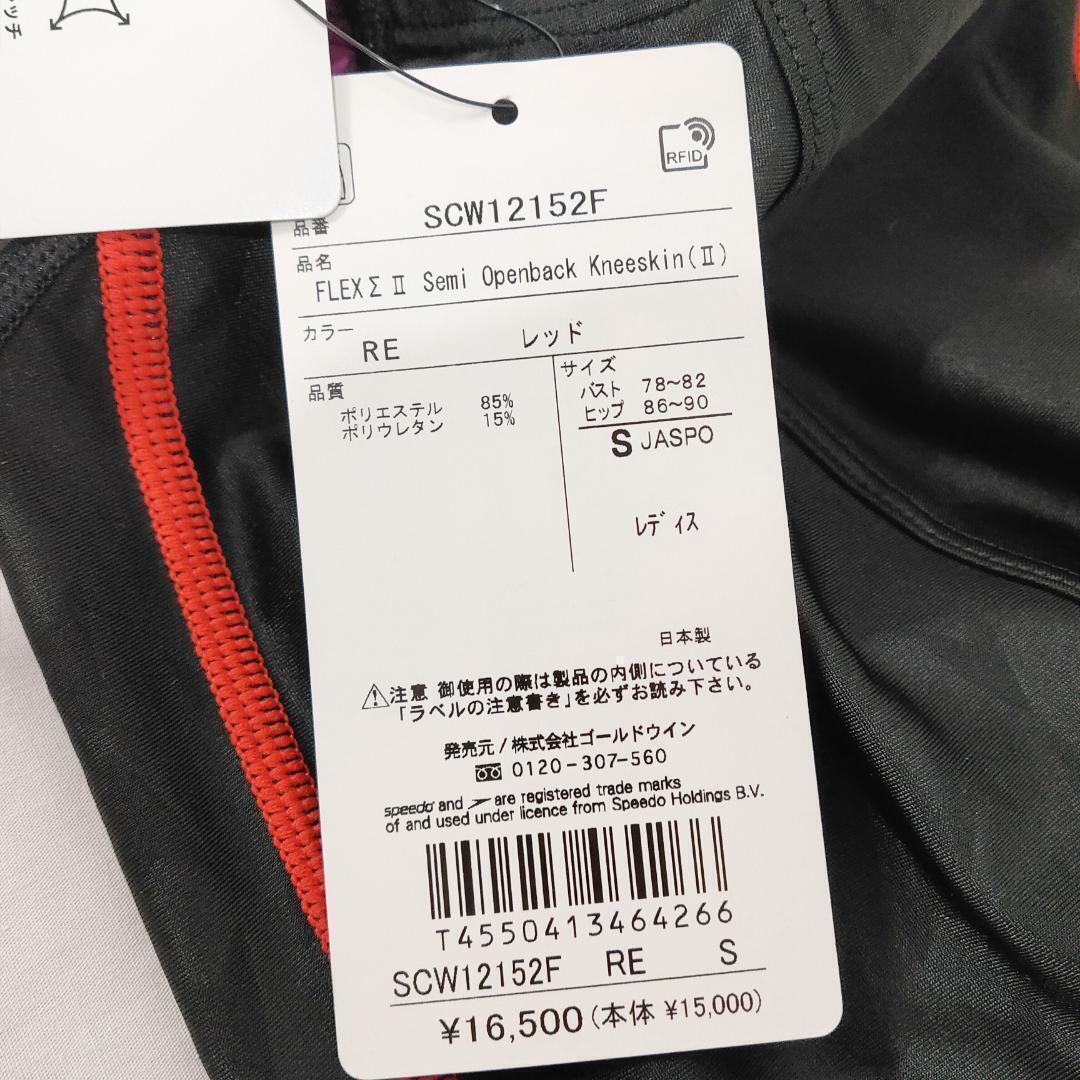 ッチ
RFID
品番 SCW12152F
品名
FLEXΣⅡ Semi Openback Kneeskin(Ⅱ)
カラー
RE レッド
品質
ポリエステル 85%
ポリウレタン 15%
サイズ
バスト 78~82
ヒップ 86~90
S JASPO
レディス
日本製
注意 御使用の際は製品の内側についている
「ラベルの注意書き」を必ずお読み下さい。
発売元/株式会社ゴールドウイン
0120-307-560
speedo and are registered trade marks
of and used under licence from Speedo Holdings B.V.
T4550413464266
SCW12152F RE S
¥16,500(本体 ¥15,000)